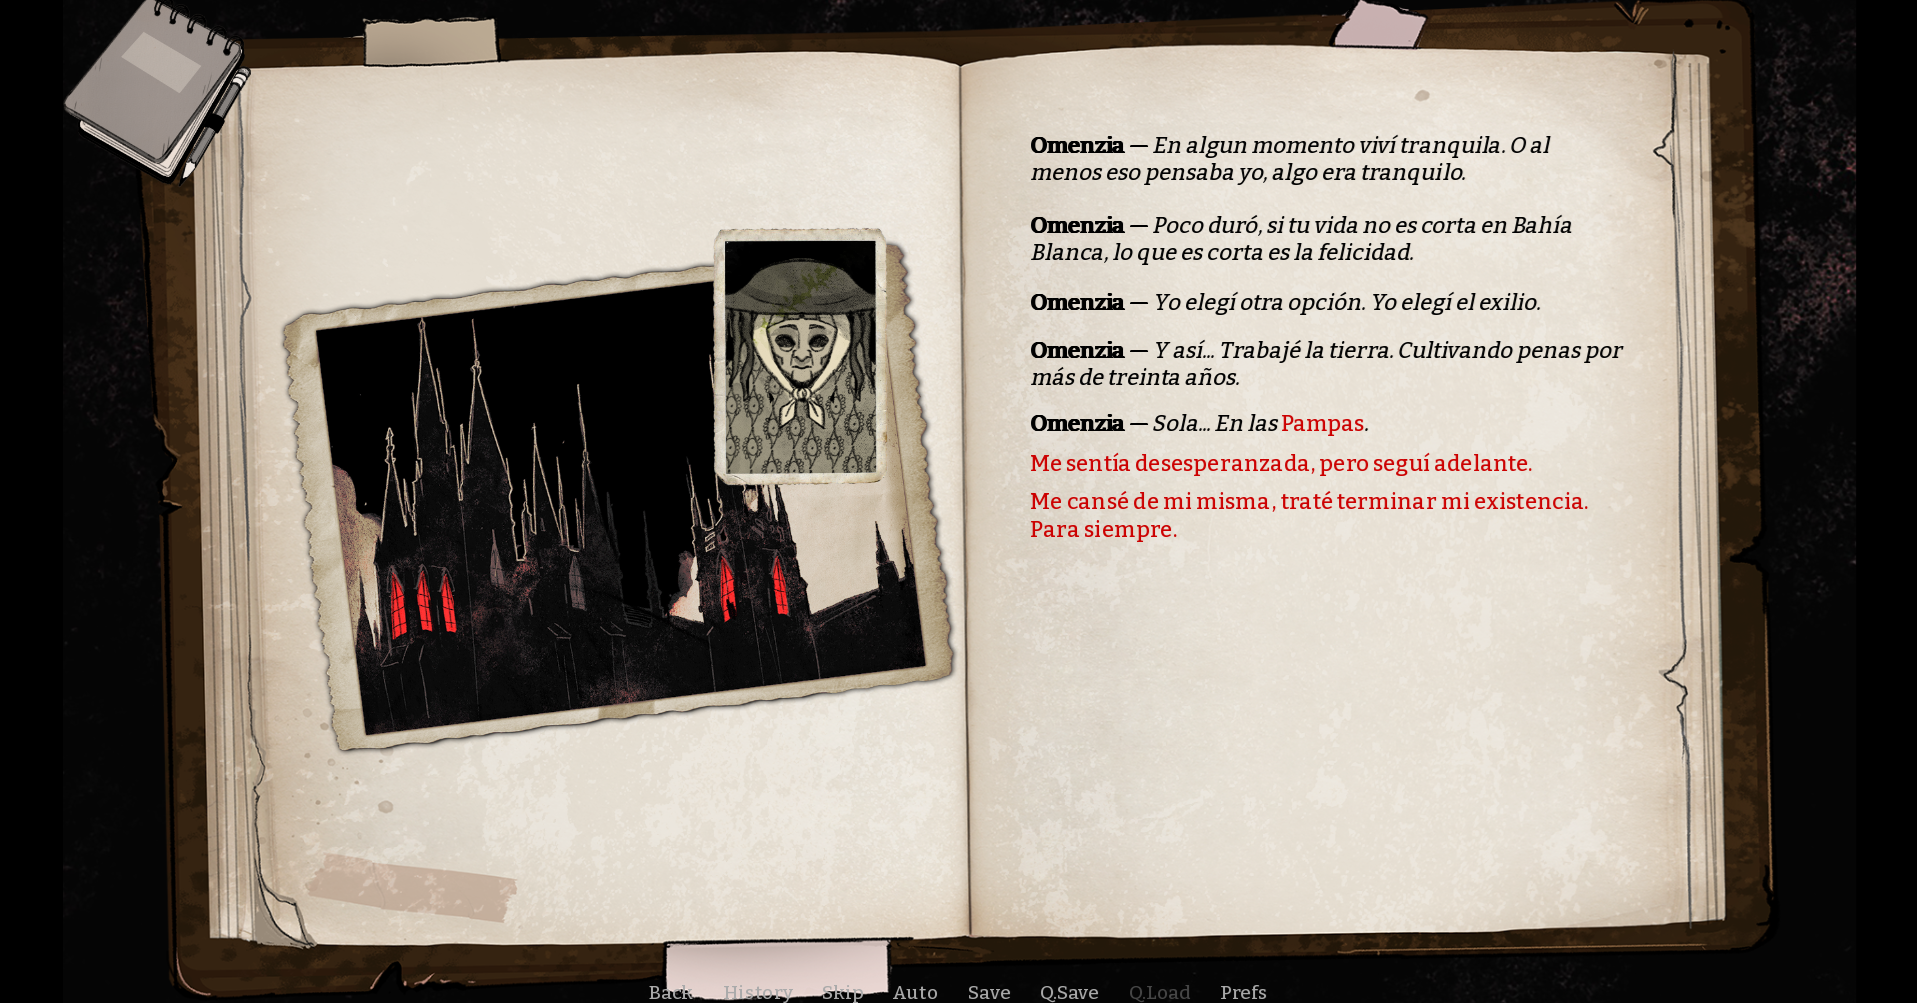 Omenzia — En algun momento viví tranquila. O al
menos eso pensaba yo, algo era tranquilo.
Omenzia — Poco duró, si tu vida no es corta en Bahía
Blanca, lo que es corta es la felicidad.
Omenzia — Yo elegí otra opción. Yo elegí el exilio.
Omenzia — Y así... Trabajé la tierra. Cultivando penas por
más de treinta años.
Omenzia — Sola... En las Pampas.
Me sentía desesperanzada, pero seguí adelante.
Me cansé de mi misma, traté terminar mi existencia.
Para siempre.
Back History Skip Auto Save Q.Save Q.Load Prefs